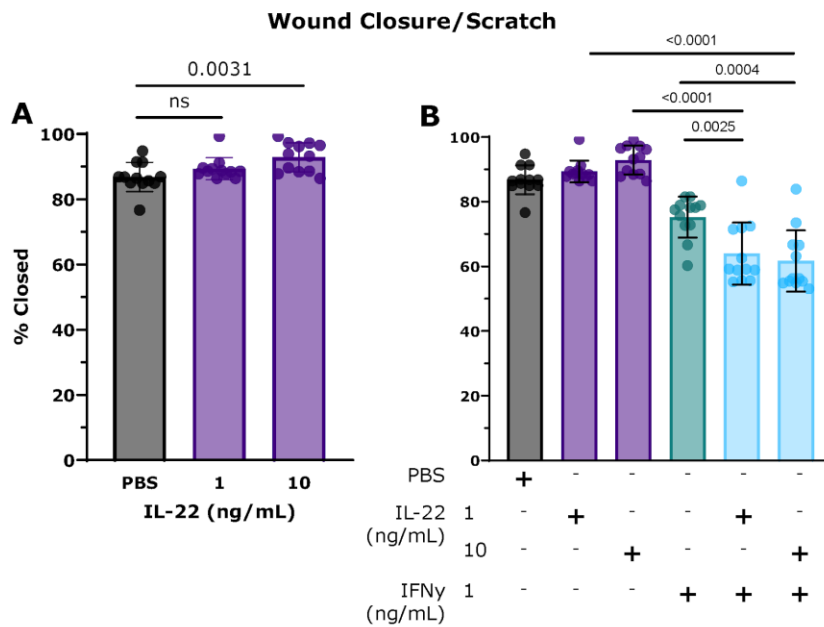 Wound Closure/Scratch
A
0.0031
ns
% Closed
100
80
60
40
20
0
PBS 1 10
IL-22 (ng/mL)
B
<0.0001
0.0004
<0.0001
0.0025
100
80
60
40
20
0
PBS + - - - - -
IL-22 1 - + - - + -
(ng/mL)
10 - - + - - +
IFNy 1 - - - + + +
(ng/mL)